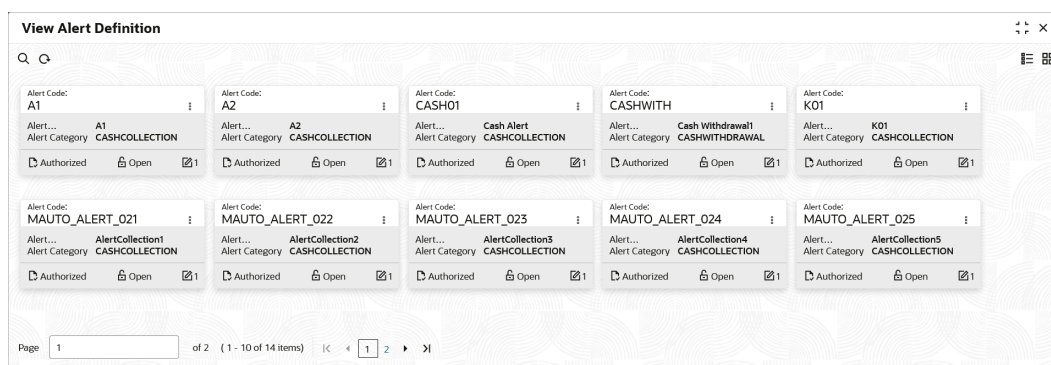 View Alert Definition
Alert Code:
A1
Alert... A1
Alert Category CASHCOLLECTION
Authorized Open 1
Alert Code:
A2
Alert... A2
Alert Category CASHCOLLECTION
Authorized Open 1
Alert Code:
CASH01
Alert... Cash Alert
Alert Category CASHCOLLECTION
Authorized Open 1
Alert Code:
CASHWITH
Alert... Cash Withdrawal1
Alert Category CASHWITHDRAWAL
Authorized Open 1
Alert Code:
K01
Alert... K01
Alert Category CASHCOLLECTION
Authorized Open 1
Alert Code:
MAUTO_ALERT_021
Alert... AlertCollection1
Alert Category CASHCOLLECTION
Authorized Open 1
Alert Code:
MAUTO_ALERT_022
Alert... AlertCollection2
Alert Category CASHCOLLECTION
Authorized Open 1
Alert Code:
MAUTO_ALERT_023
Alert... AlertCollection3
Alert Category CASHCOLLECTION
Authorized Open 1
Alert Code:
MAUTO_ALERT_024
Alert... AlertCollection4
Alert Category CASHCOLLECTION
Authorized Open 1
Alert Code:
MAUTO_ALERT_025
Alert... AlertCollection5
Alert Category CASHCOLLECTION
Authorized Open 1
Page 1 of 2 ( 1 - 10 of 14 items) 1 2